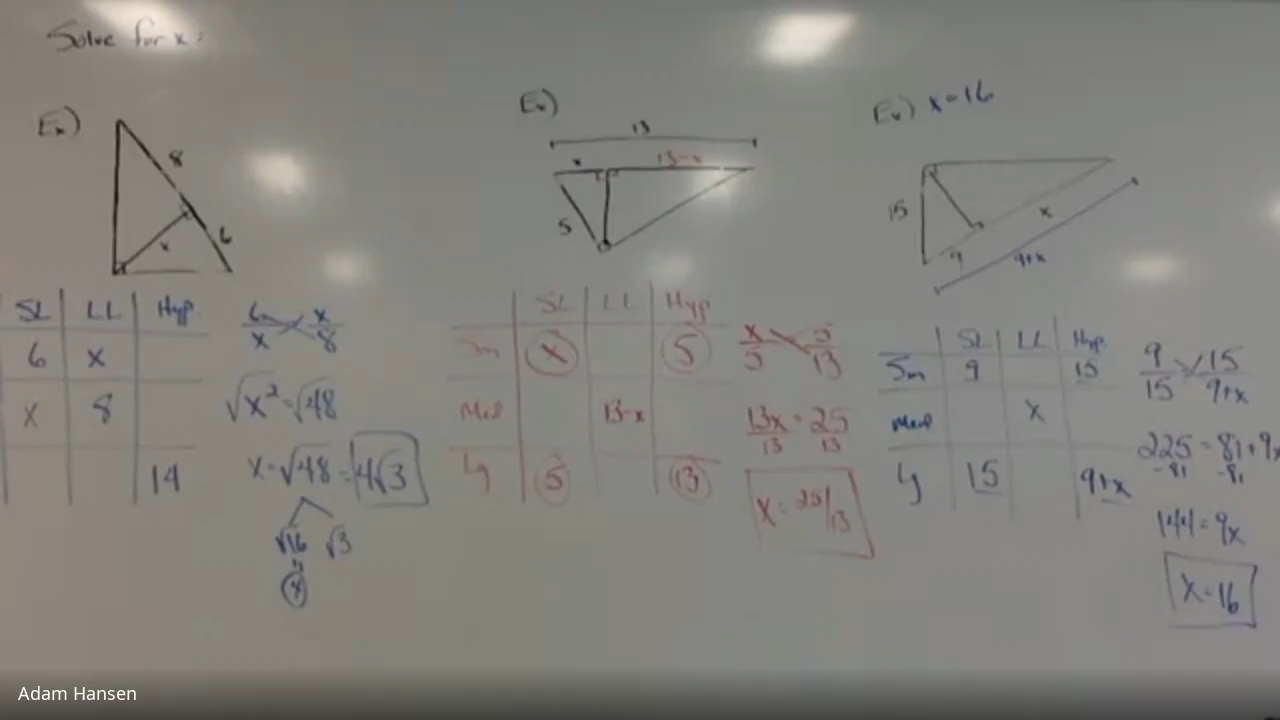 Solve for x:
Ex)
8
x
6
SL LL Hyp.
6 x
x 8
14
6/x x/8
√x² = √48
x = √48 = 4√3
√16 √3
Ex)
13
x 13-x
5
SL LL Hyp
Sm x 5
Med 13-x
Lg 5 13
x/5 5/13
13x = 25
13 13
x = 25/13
Ex) x=16
15
x
9
9+x
SL LL Hyp.
Sm 9 15
Med x
Lg 15 9+x
9/15 15/9+x
225 = 81+9x
-81 -81
144 = 9x
x = 16
Adam Hansen